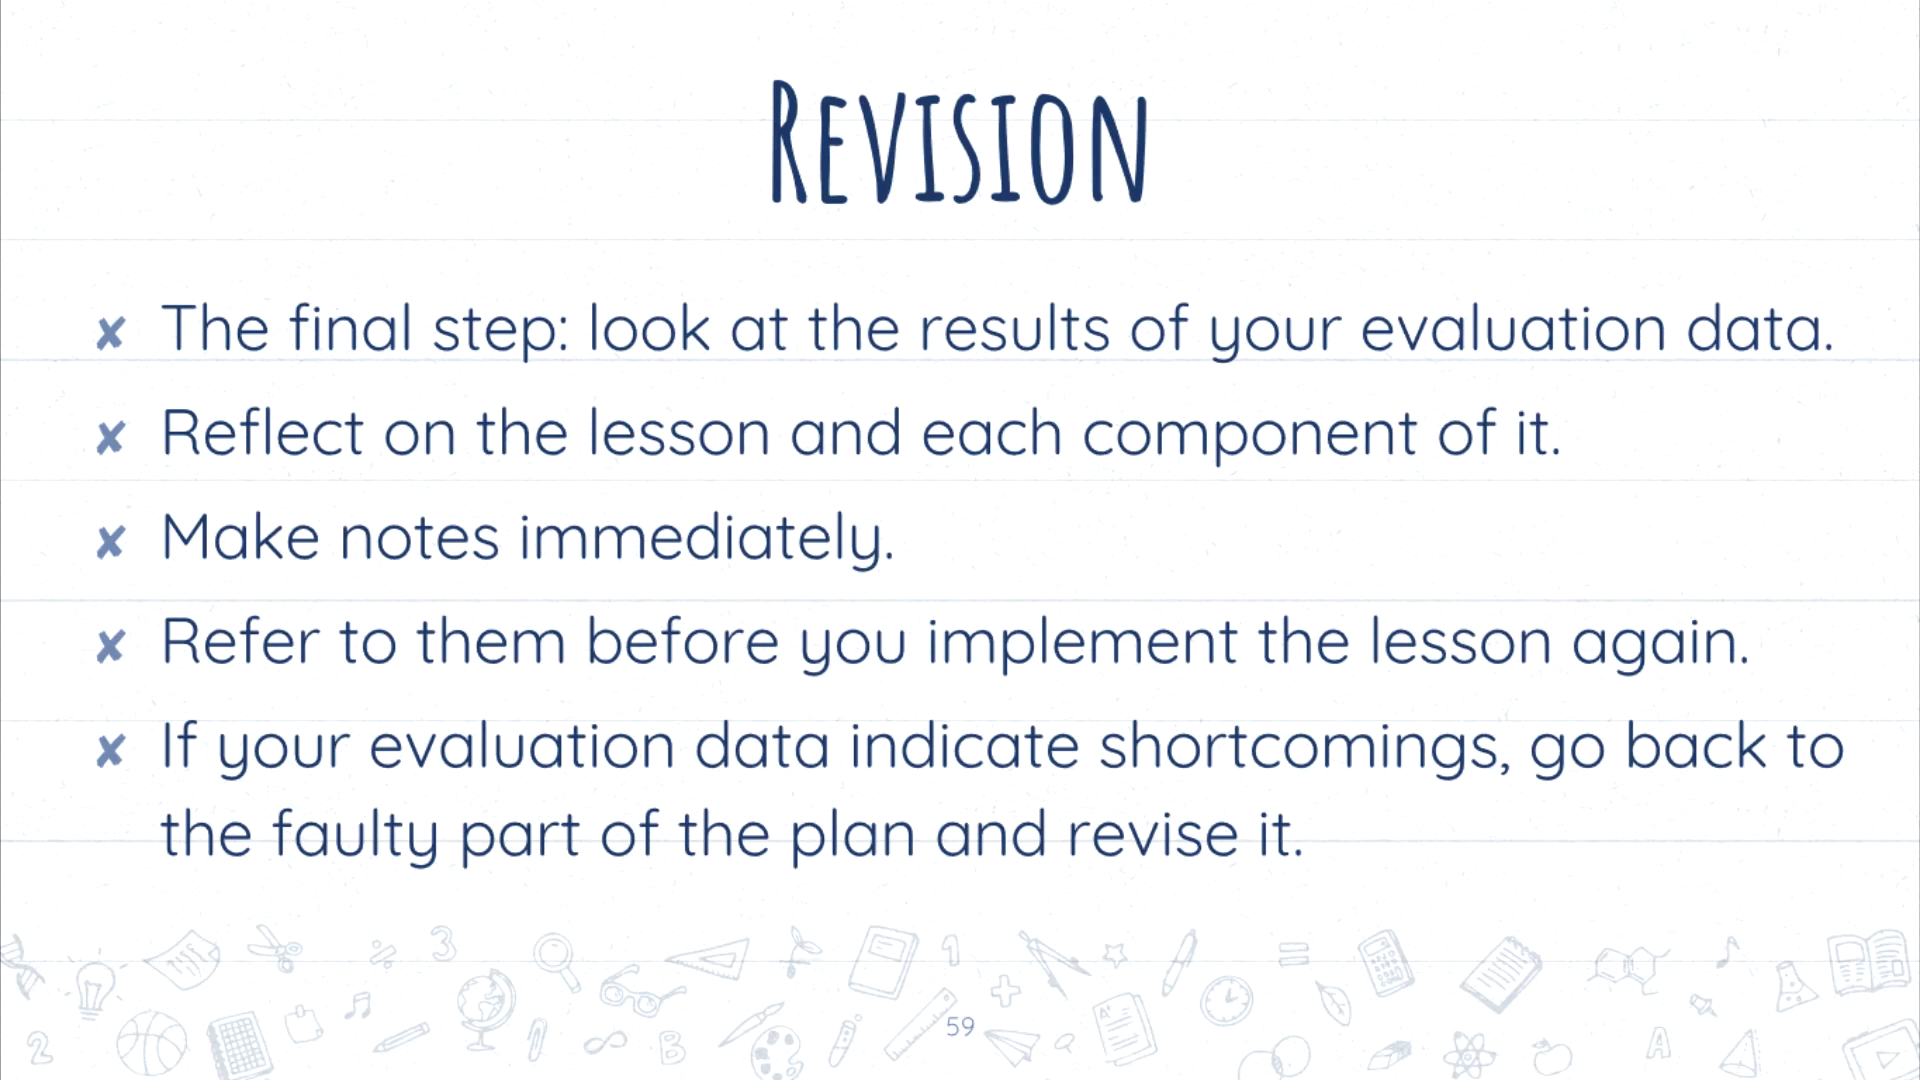 REVISION
✘ The final step: look at the results of your evaluation data.
✘ Reflect on the lesson and each component of it.
✘ Make notes immediately.
✘ Refer to them before you implement the lesson again.
✘ If your evaluation data indicate shortcomings, go back to
the faulty part of the plan and revise it.
59